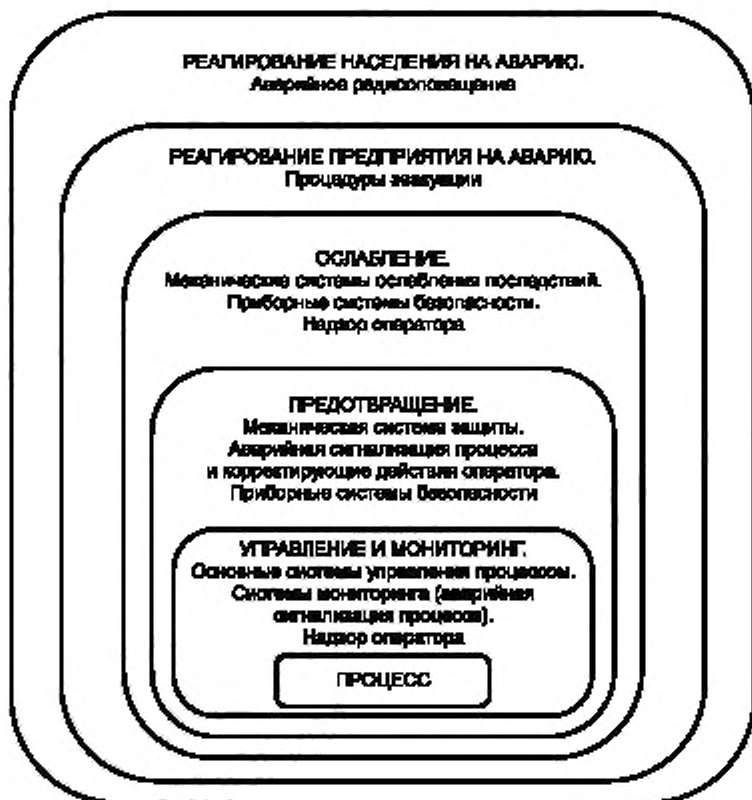 РЕАГИРОВАНИЕ НАСЕЛЕНИЯ НА АВАРИЮ.
Аварийное радиооповещение
РЕАГИРОВАНИЕ ПРЕДПРИЯТИЯ НА АВАРИЮ.
Процедуры эвакуации
ОСЛАБЛЕНИЕ.
Механические системы ослабления последствий.
Приборные системы безопасности.
Надзор оператора
ПРЕДОТВРАЩЕНИЕ.
Механическая система защиты.
Аварийная сигнализация процесса
и корректирующие действия оператора.
Приборные системы безопасности
УПРАВЛЕНИЕ И МОНИТОРИНГ.
Основные системы управления процессом.
Системы мониторинга (аварийная
сигнализация процесса).
Надзор оператора
ПРОЦЕСС